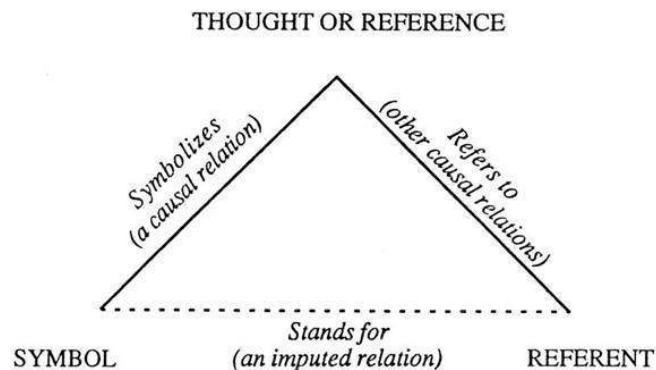 THOUGHT OR REFERENCE
Symbolizes
(a causal relation)
Refers to
(other causal relations)
Stands for
(an imputed relation)
SYMBOL
REFERENT